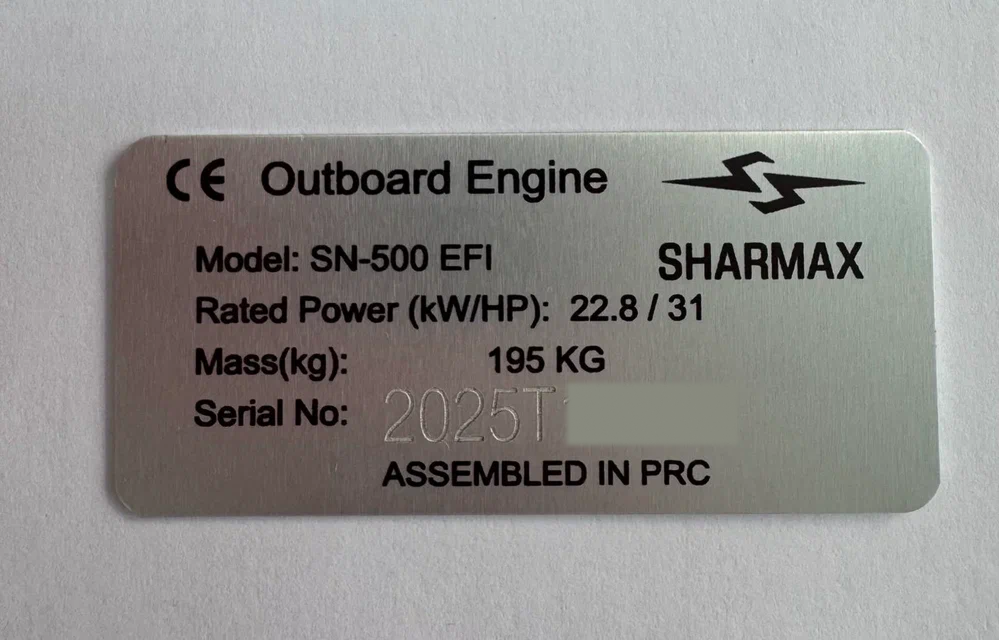 CE Outboard Engine
SHARMAX
Model: SN-500 EFI
Rated Power (kW/HP): 22.8 / 31
Mass(kg): 195 KG
Serial No: 2025T
ASSEMBLED IN PRC